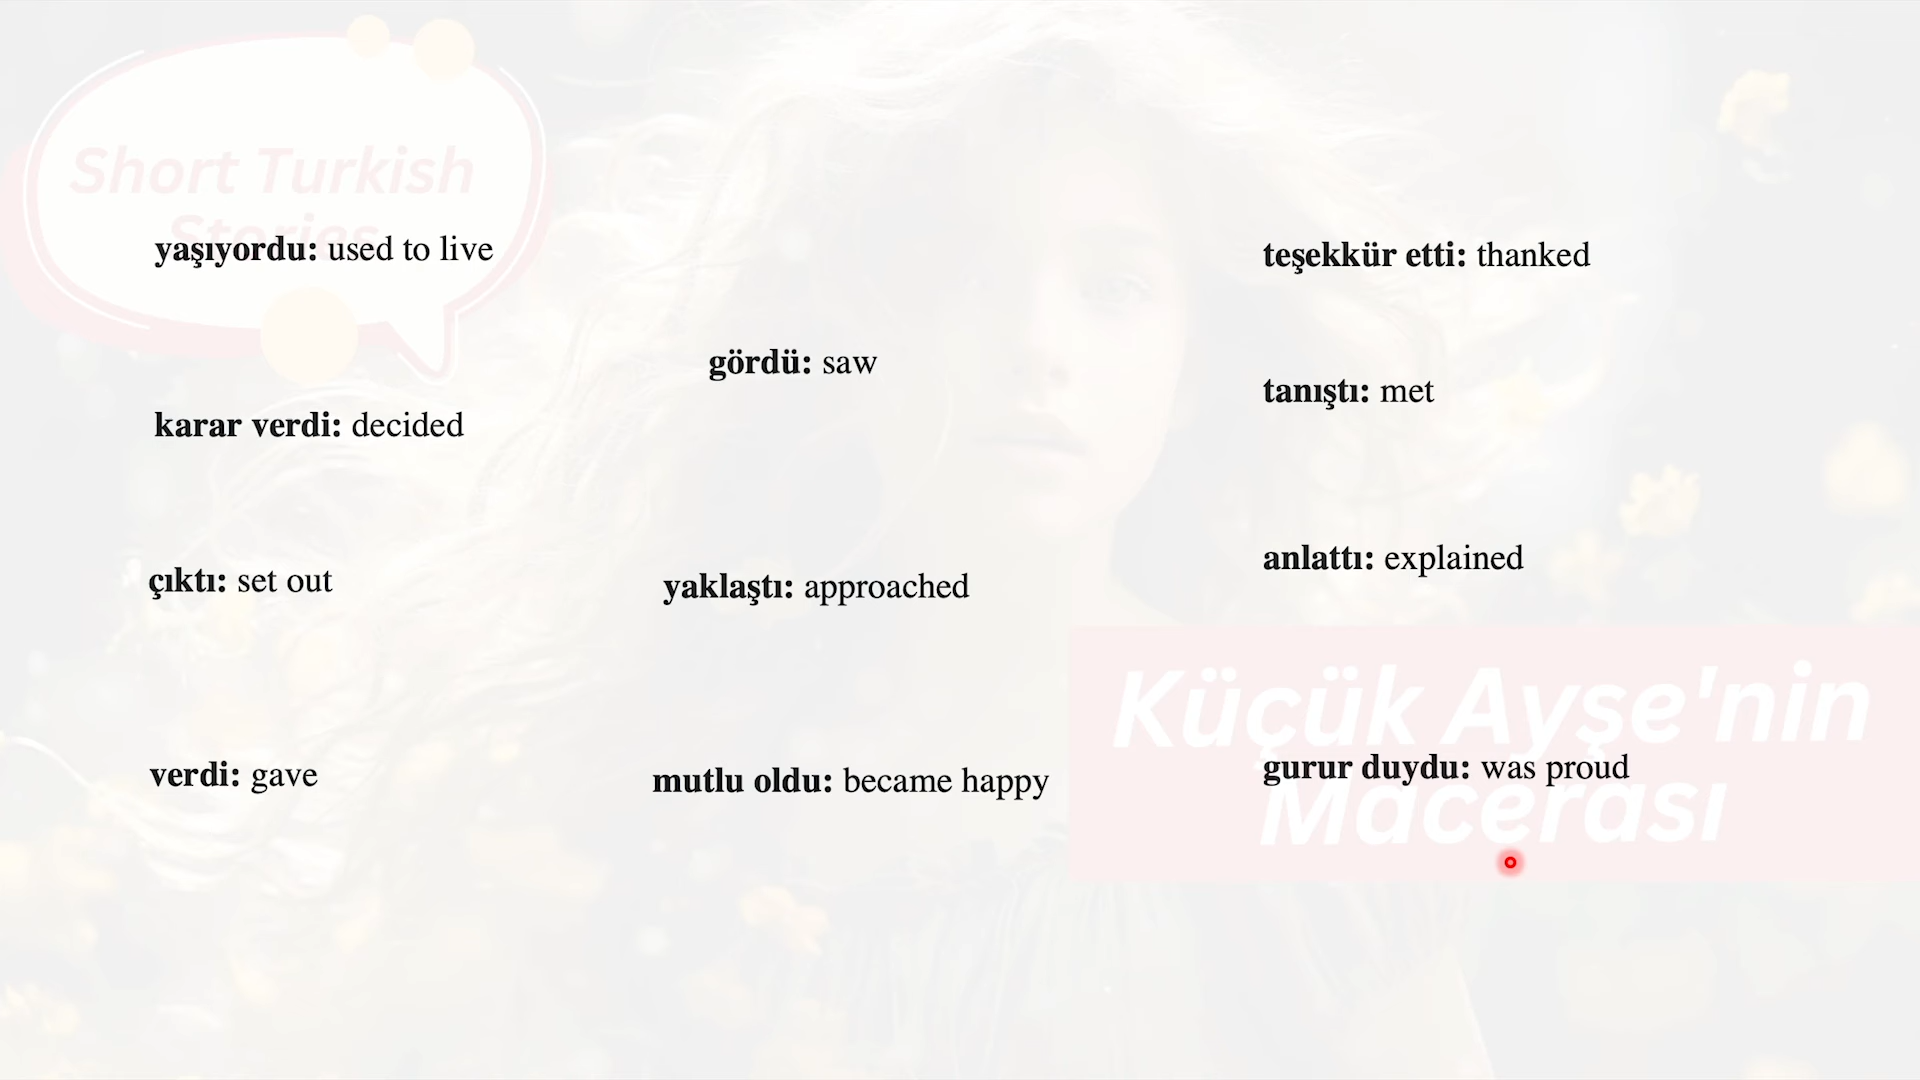 Short Turkish
Stories
yaşıyordu: used to live
karar verdi: decided
çıktı: set out
verdi: gave
gördü: saw
yaklaştı: approached
mutlu oldu: became happy
teşekkür etti: thanked
tanıştı: met
anlattı: explained
gurur duydu: was proud
Küçük Ayşe'nin
Macerası